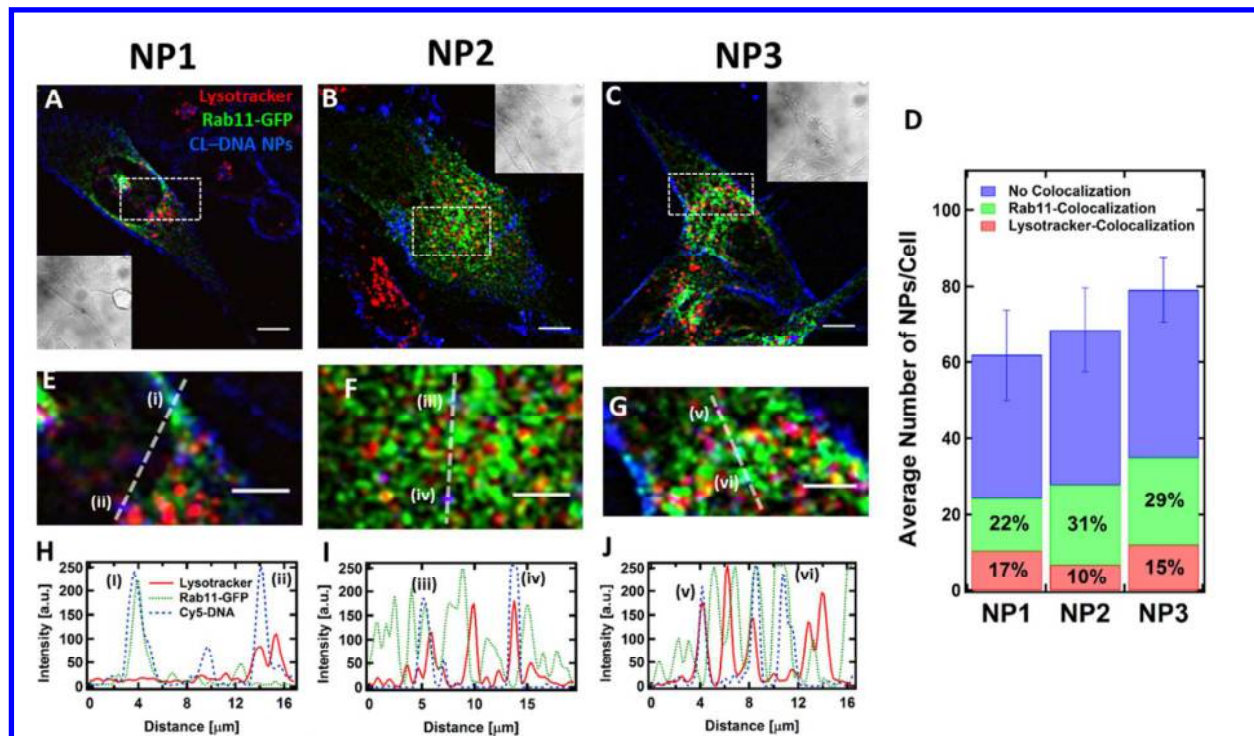 NP1
NP2
NP3
A
Lysotracker
Rab11-GFP
CL–DNA NPs
B
C
D
No Colocalization
Rab11-Colocalization
Lysotracker-Colocalization
Average Number of NPs/Cell
100
80
60
40
20
0
22%
31%
29%
17%
10%
15%
NP1
NP2
NP3
E
(i)
(ii)
F
(iii)
(iv)
G
(v)
(vi)
H
Intensity [a.u.]
250
200
150
100
50
0
(I)
(ii)
Lysotracker
Rab11-GFP
Cy5-DNA
0
4
8
12
16
Distance [μm]
I
Intensity [a.u.]
250
200
150
100
50
0
(iii)
(iv)
0
5
10
15
Distance [μm]
J
Intensity [a.u.]
250
200
150
100
50
0
(v)
(vi)
0
4
8
12
16
Distance [μm]